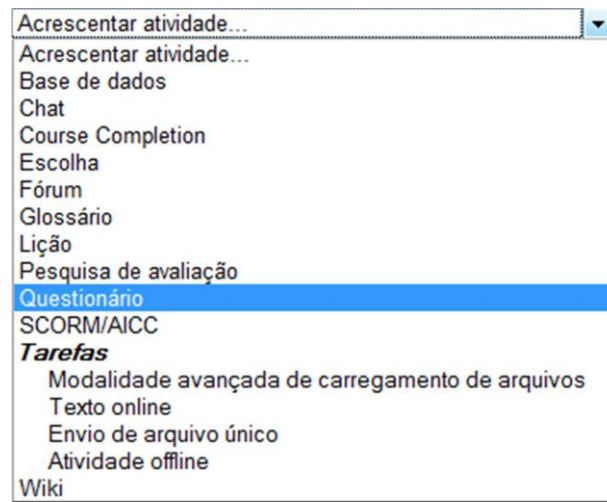 Acrescentar atividade...
Acrescentar atividade...
Base de dados
Chat
Course Completion
Escolha
Fórum
Glossário
Lição
Pesquisa de avaliação
Questionário
SCORM/AICC
Tarefas
Modalidade avançada de carregamento de arquivos
Texto online
Envio de arquivo único
Atividade offline
Wiki